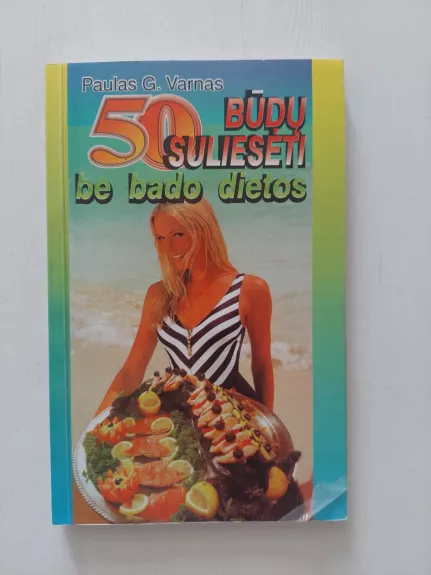 Paulas G. Varnas
50 BŪDŲ
SULIESĖTI
be bado dietos